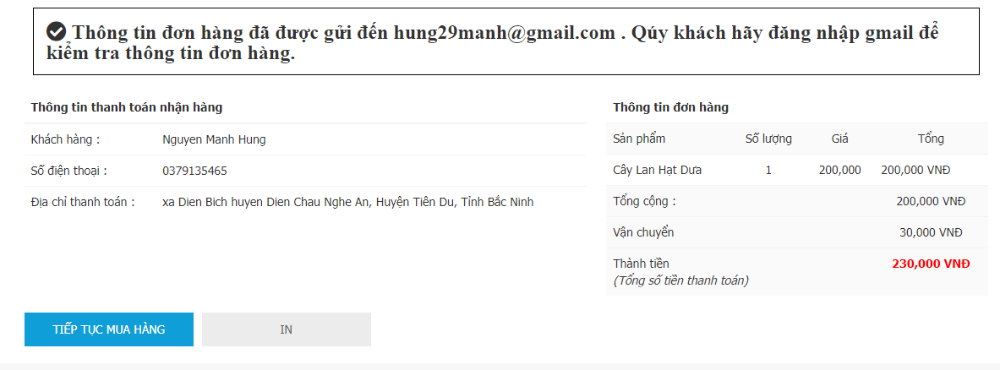 Thông tin đơn hàng đã được gửi đến hung29manh@gmail.com . Qúy khách hãy đăng nhập gmail để
kiểm tra thông tin đơn hàng.
Thông tin thanh toán nhận hàng
Khách hàng : Nguyen Manh Hung
Số điện thoại : 0379135465
Địa chỉ thanh toán : xa Dien Bich huyen Dien Chau Nghe An, Huyện Tiên Du, Tỉnh Bắc Ninh
Thông tin đơn hàng
Sản phẩm Số lượng Giá Tổng
Cây Lan Hạt Dưa 1 200,000 200,000 VNĐ
Tổng cộng : 200,000 VNĐ
Vận chuyển 30,000 VNĐ
Thành tiền 230,000 VNĐ
(Tổng số tiền thanh toán)
TIẾP TỤC MUA HÀNG IN